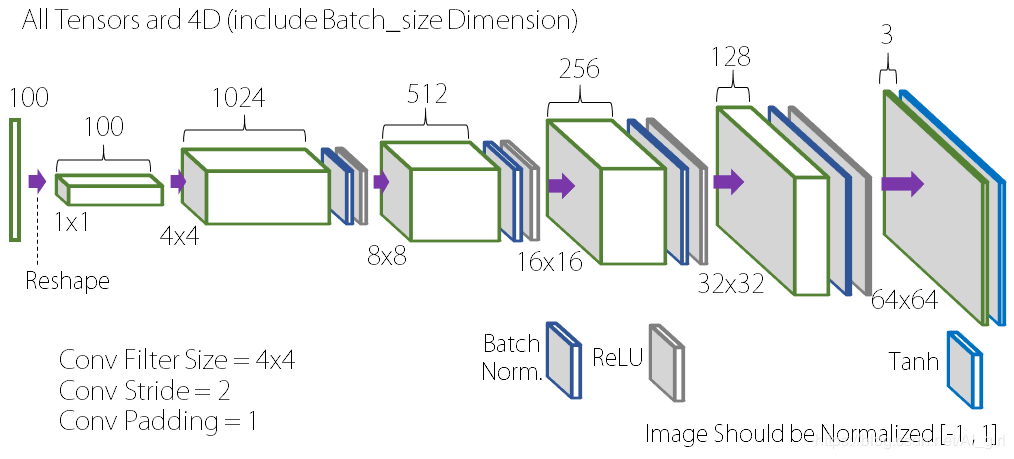 All Tensors ard 4D (include Batch_size Dimension)
3
128
256
512
1024
100
100
1x1
4x4
8x8
16x16
32x32
64x64
Reshape
Conv Filter Size = 4x4
Conv Stride = 2
Conv Padding = 1
Batch
Norm.
ReLU
Tanh
Image Should be Normalized [-1 , 1]